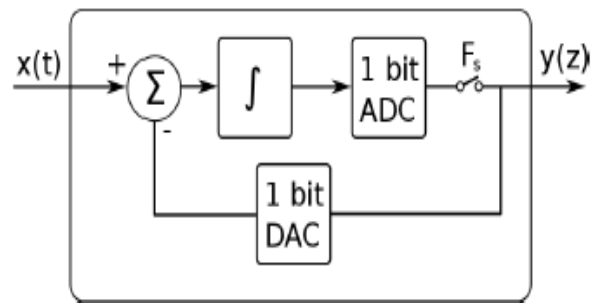 x(t)
+
Σ
-
∫
1 bit
ADC
Fs
y(z)
1 bit
DAC